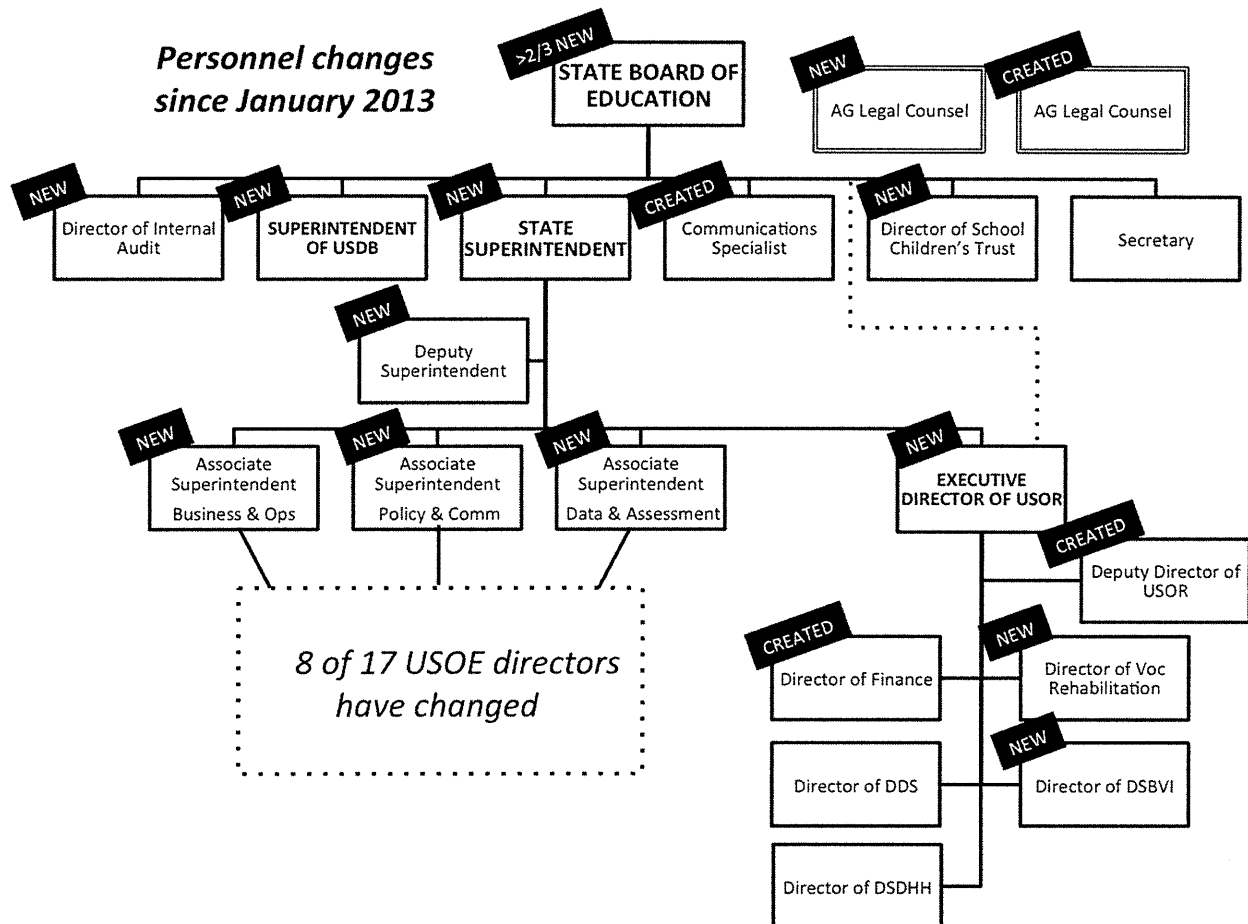 Personnel changes
since January 2013
>2/3 NEW
STATE BOARD OF
EDUCATION
NEW
AG Legal Counsel
CREATED
AG Legal Counsel
NEW
Director of Internal
Audit
NEW
SUPERINTENDENT
OF USDB
NEW
STATE
SUPERINTENDENT
CREATED
Communications
Specialist
NEW
Director of School
Children's Trust
Secretary
NEW
Deputy
Superintendent
NEW
Associate
Superintendent
Business & Ops
NEW
Associate
Superintendent
Policy & Comm
NEW
Associate
Superintendent
Data & Assessment
NEW
EXECUTIVE
DIRECTOR OF USOR
CREATED
Deputy Director of
USOR
8 of 17 USOE directors
have changed
CREATED
Director of Finance
NEW
Director of Voc
Rehabilitation
Director of DDS
NEW
Director of DSBVI
Director of DSDHH